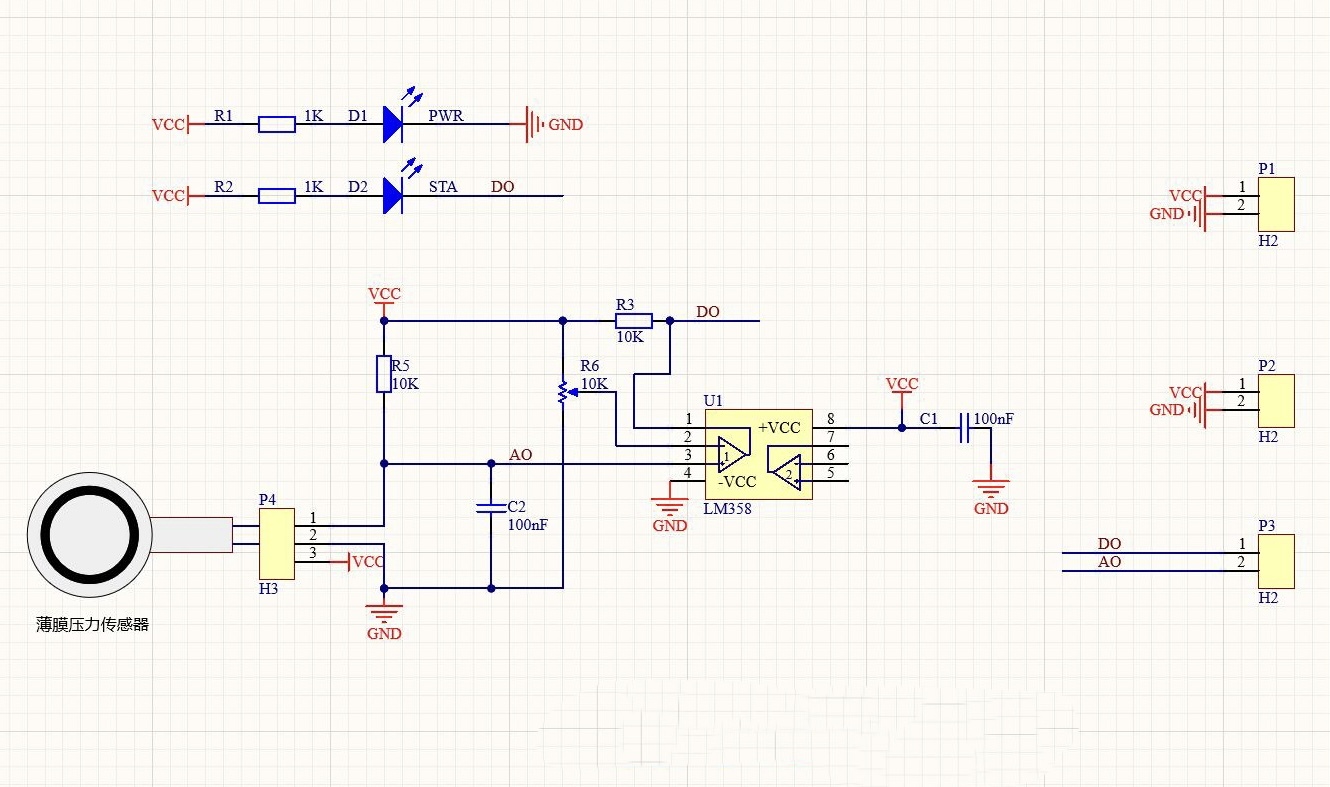 VCC R1 1K D1 PWR GND
VCC R2 1K D2 STA DO
P1
VCC 1
GND 2
H2
VCC
R3
10K
DO
R5
10K
R6
10K
U1
1 +VCC 8
2 7
3 1 6
4 -VCC 2 5
LM358
GND
VCC
C1 100nF
GND
P2
VCC 1
GND 2
H2
AO
C2
100nF
P4
1
2
3 VCC
H3
GND
薄膜压力传感器
P3
DO 1
AO 2
H2